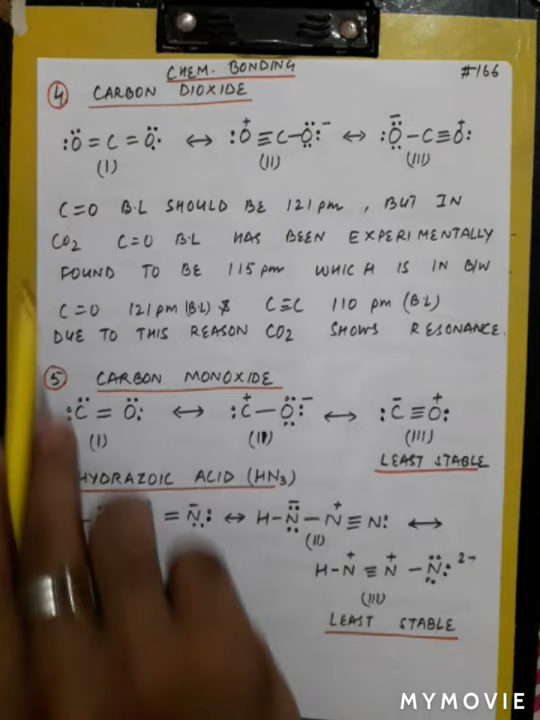 CHEM. BONDING #166
④ CARBON DIOXIDE
:Ö = C = Ö: ↔ :O⁺ ≡ C – Ö:⁻ ↔ :Ö⁻ – C ≡ O⁺:
(I) (II) (III)
C=O B.L SHOULD BE 121 pm , BUT IN
CO₂ C=O B.L HAS BEEN EXPERIMENTALLY
FOUND TO BE 115 pm WHICH IS IN B/W
C=O 121 pm (B.L) & C≡C 110 pm (B.L)
DUE TO THIS REASON CO₂ SHOWS RESONANCE.
⑤ CARBON MONOXIDE
:C̈ = Ö: ↔ :C⁺ – Ö:⁻ ↔ :C⁻ ≡ O⁺:
(I) (II) (III)
LEAST STABLE
HYDRAZOIC ACID (HN₃)
= N̈⁻: ↔ H – N̈⁻ – N⁺ ≡ N: ↔
(II)
H – N⁺ ≡ N⁺ – N̈:²⁻
(III)
LEAST STABLE
MYMOVIE